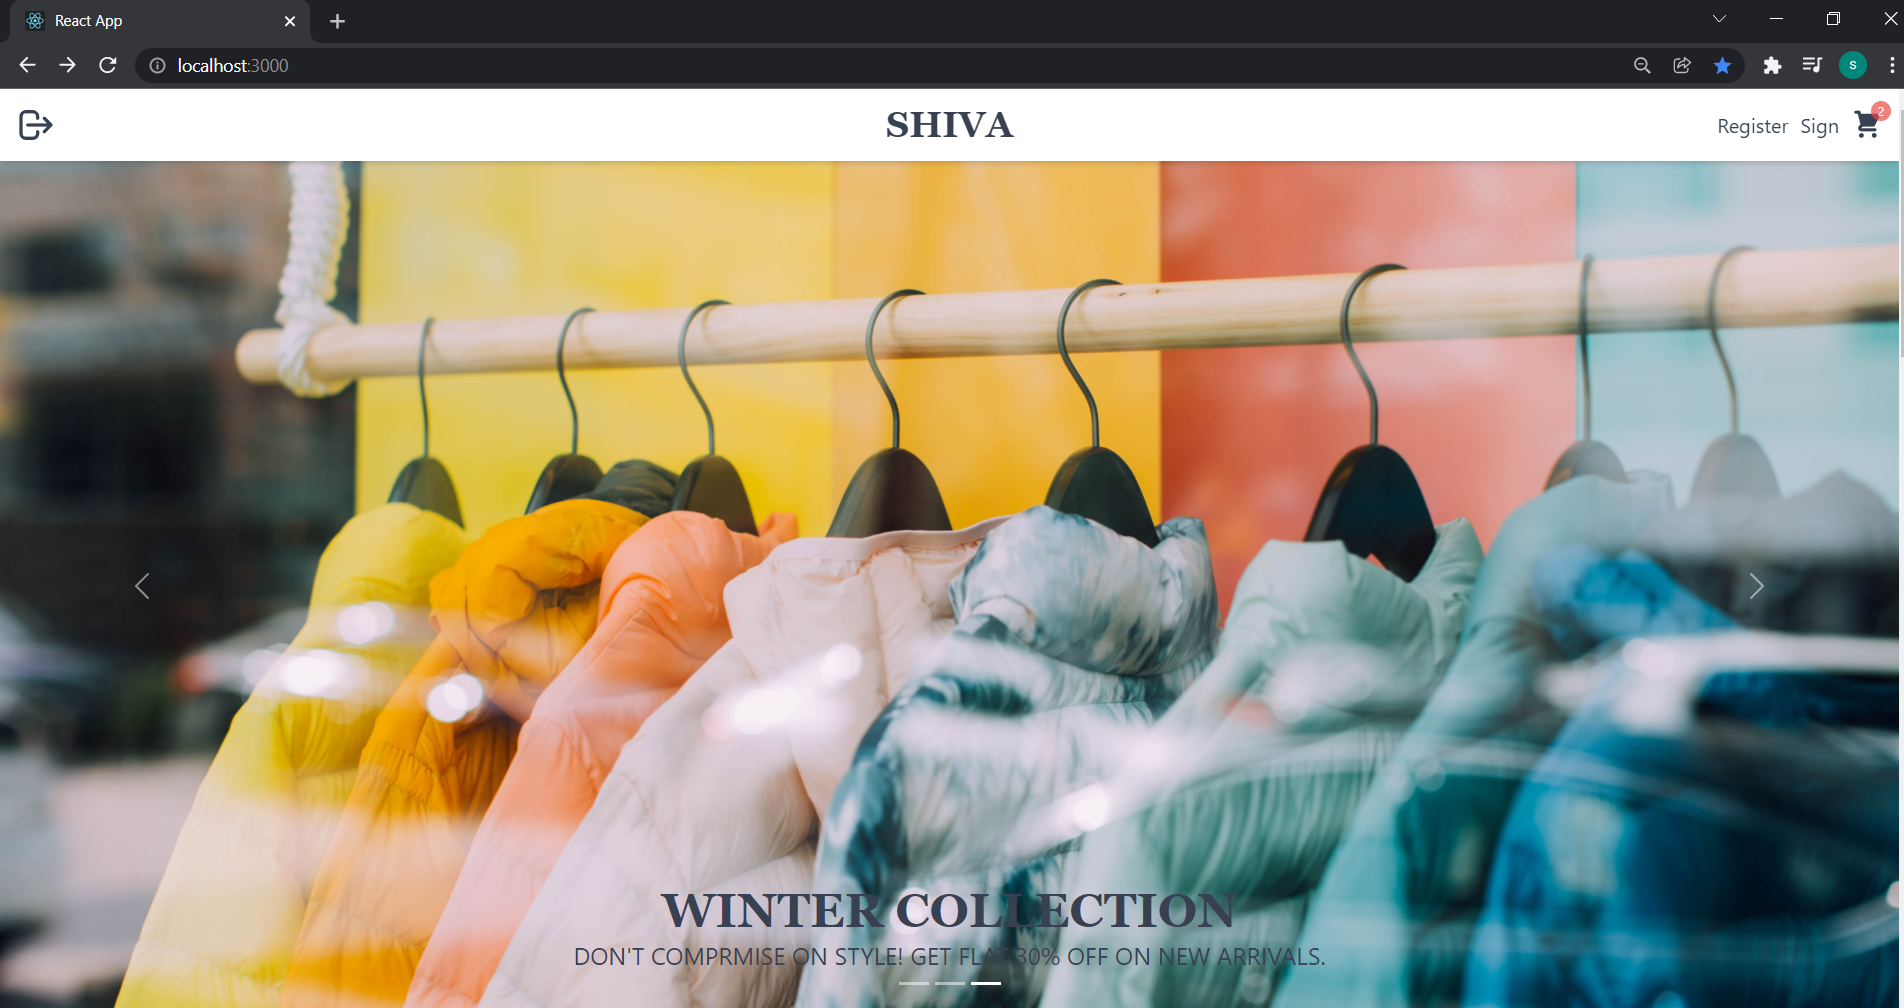 React App
localhost:3000
S
SHIVA
Register Sign 2
WINTER COLLECTION
DON'T COMPRMISE ON STYLE! GET FLAT 30% OFF ON NEW ARRIVALS.